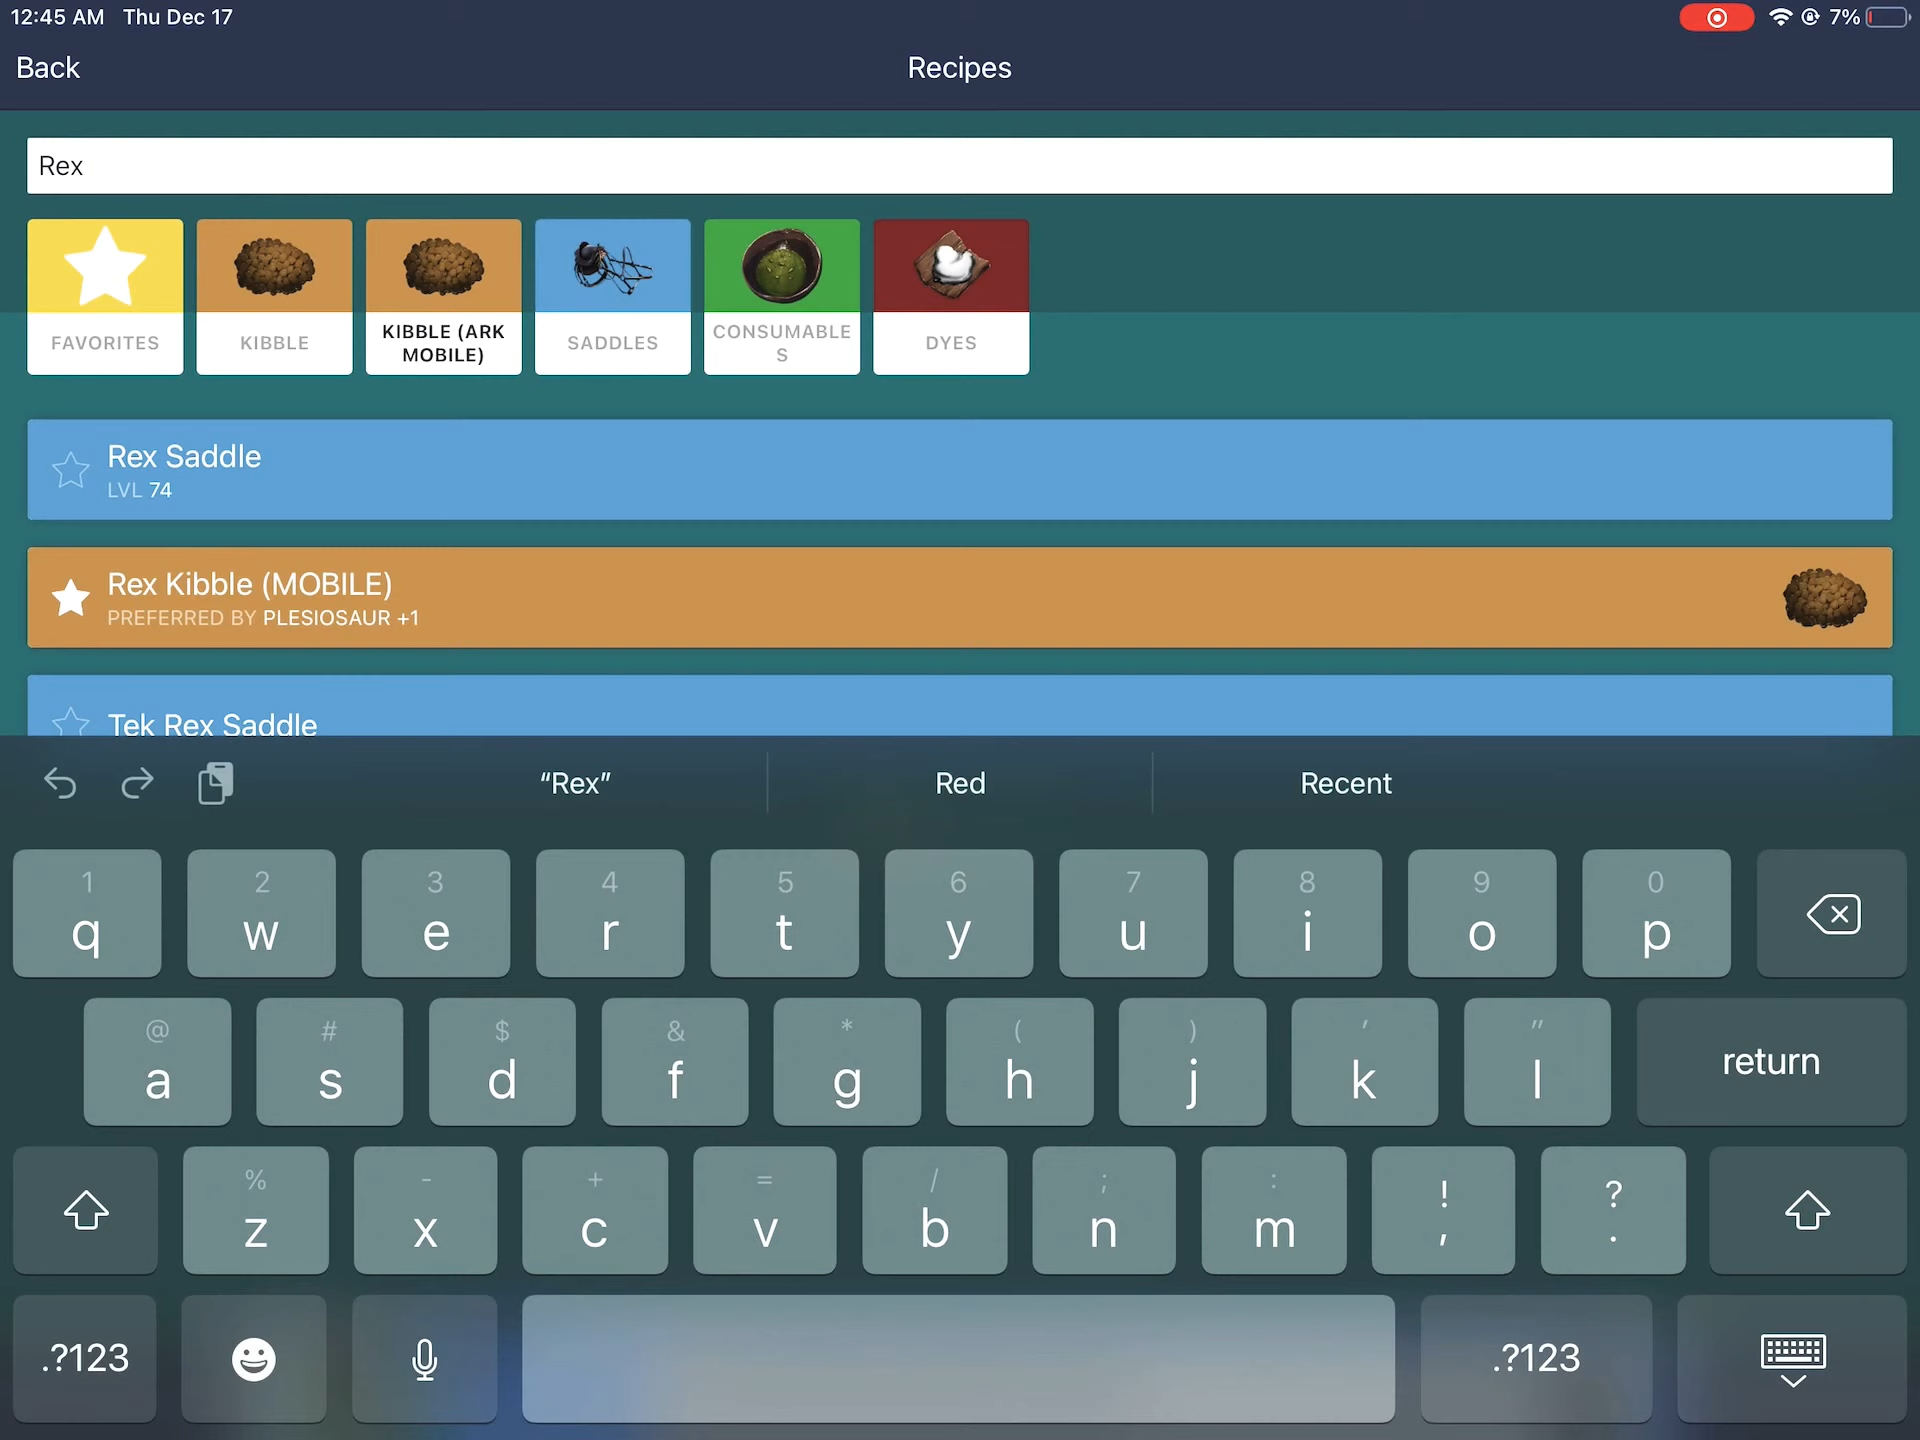 12:45 AM Thu Dec 17
7%
Back
Recipes
Rex
FAVORITES
KIBBLE
KIBBLE (ARK
MOBILE)
SADDLES
CONSUMABLE
S
DYES
Rex Saddle
LVL 74
Rex Kibble (MOBILE)
PREFERRED BY PLESIOSAUR +1
Tek Rex Saddle
“Rex”
Red
Recent
1 2 3 4 5 6 7 8 9 0
q w e r t y u i o p
@ # $ & * ( ) ' "
a s d f g h j k l
return
% - + = / ; : ! ?
z x c v b n m , .
.?123
.?123